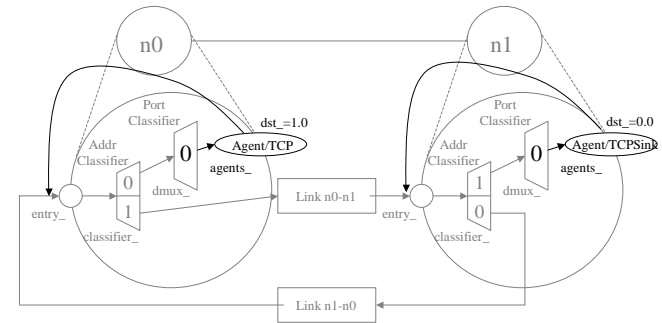 n0
n1
Port
Classifier
dst_=1.0
Addr
Classifier
0
Agent/TCP
agents_
0
1
dmux_
entry_
classifier_
Link n0-n1
Port
Classifier
dst_=0.0
Addr
Classifier
0
Agent/TCPSink
agents_
1
0
dmux_
entry_
classifier_
Link n1-n0